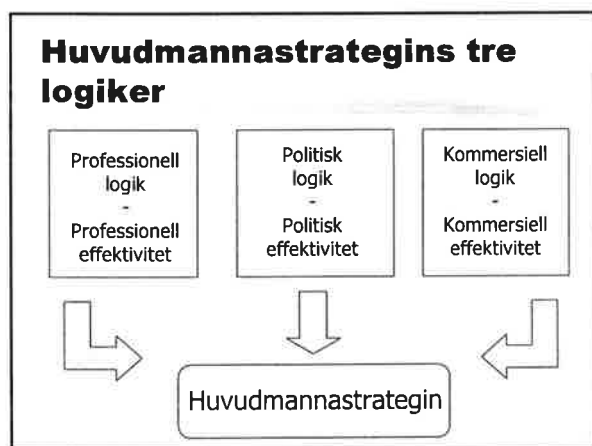 Huvudmannastrategins tre
logiker
Professionell
logik
-
Professionell
effektivitet
Politisk
logik
-
Politisk
effektivitet
Kommersiell
logik
-
Kommersiell
effektivitet
Huvudmannastrategin